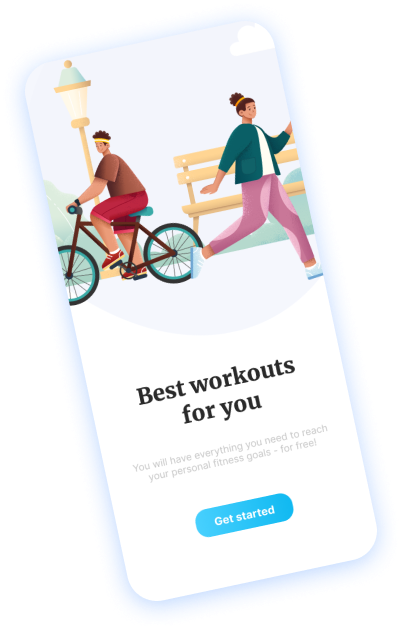 Best workouts
for you
You will have everything you need to reach
your personal fitness goals - for free!
Get started